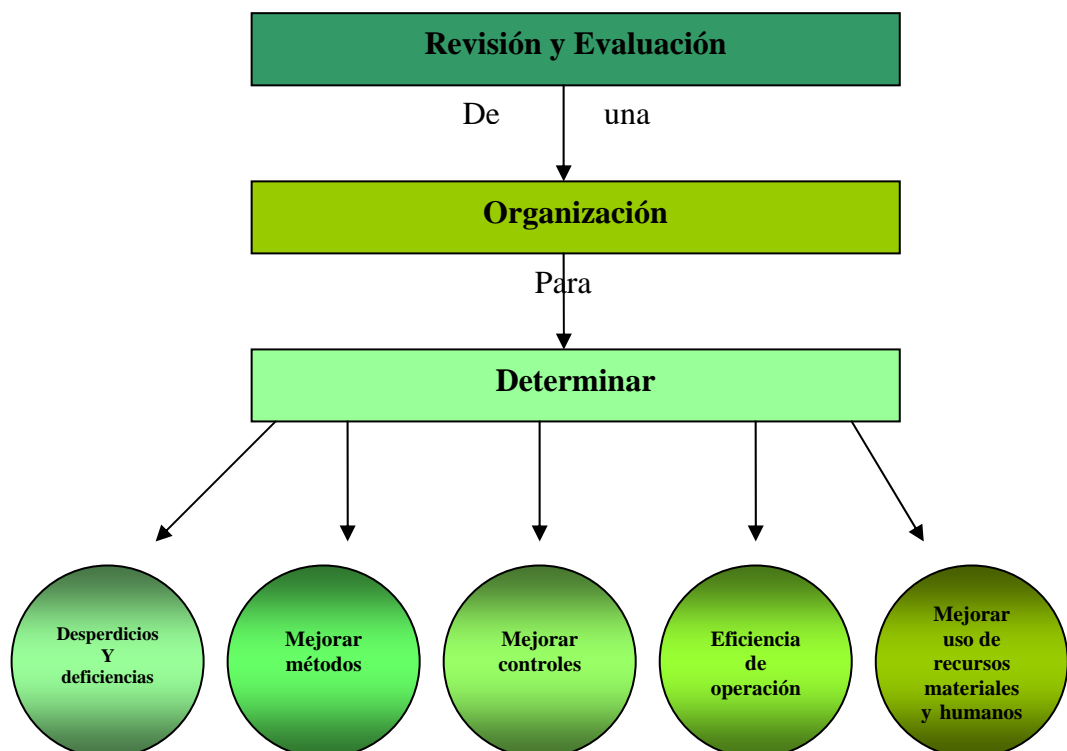 Revisión y Evaluación
De una
Organización
Para
Determinar
Desperdicios
Y
deficiencias
Mejorar
métodos
Mejorar
controles
Eficiencia
de
operación
Mejorar
uso de
recursos
materiales
y humanos